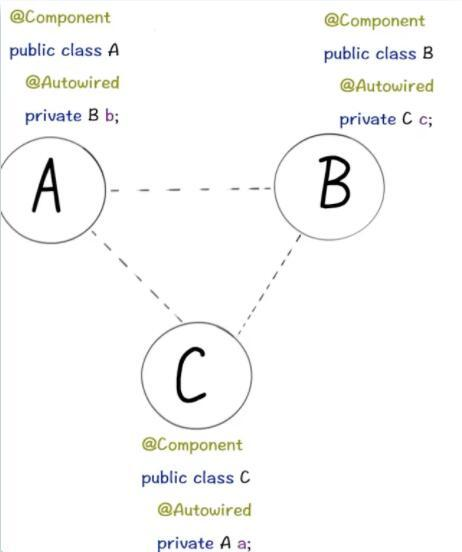 @Component
public class A
@Autowired
private B b;
@Component
public class B
@Autowired
private C c;
A
B
C
@Component
public class C
@Autowired
private A a;